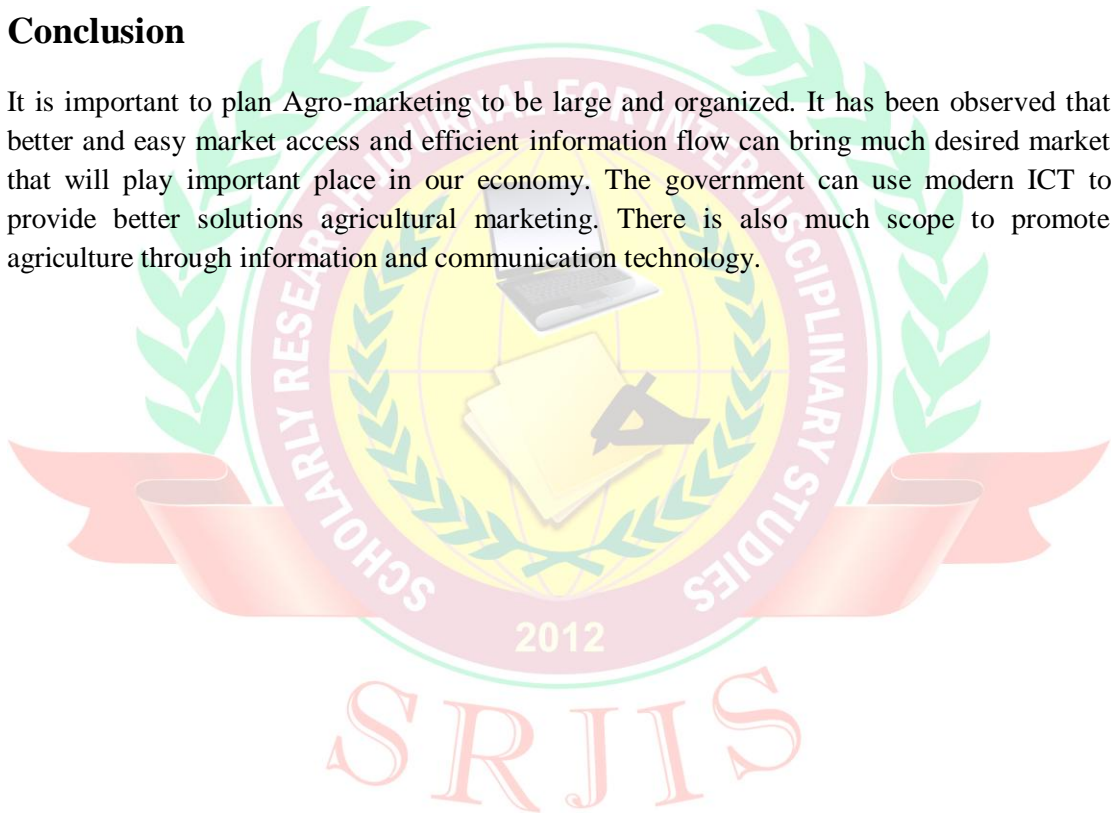 Conclusion
It is important to plan Agro-marketing to be large and organized. It has been observed that
better and easy market access and efficient information flow can bring much desired market
that will play important place in our economy. The government can use modern ICT to
provide better solutions agricultural marketing. There is also much scope to promote
agriculture through information and communication technology.
SCHOLARLY RESEARCH JOURNAL FOR INTERDISCIPLINARY STUDIES
2012
SRJIS